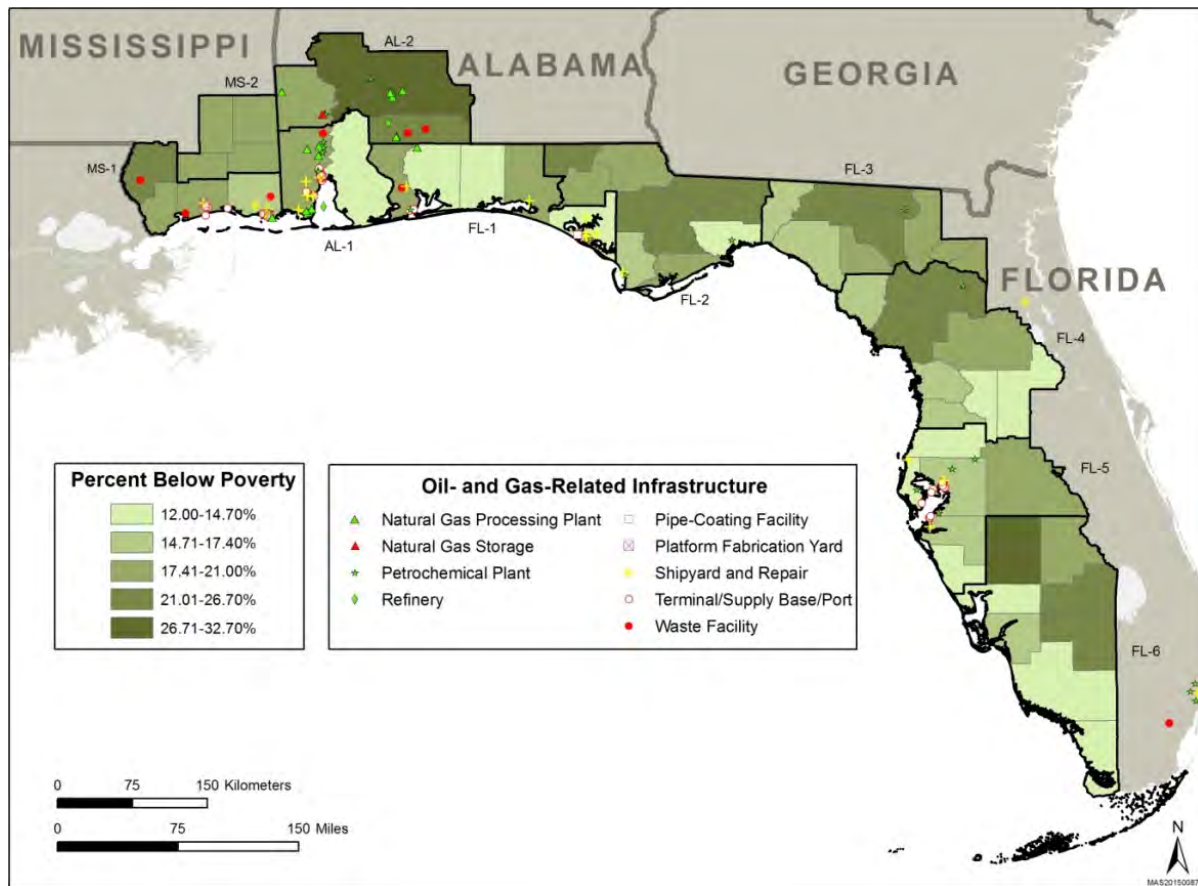 MISSISSIPPI
AL-2
ALABAMA
GEORGIA
MS-2
MS-1
FL-3
AL-1
FL-1
FLORIDA
FL-2
FL-4
FL-5
FL-6
Percent Below Poverty
12.00-14.70%
14.71-17.40%
17.41-21.00%
21.01-26.70%
26.71-32.70%
Oil- and Gas-Related Infrastructure
Natural Gas Processing Plant
Natural Gas Storage
Petrochemical Plant
Refinery
Pipe-Coating Facility
Platform Fabrication Yard
Shipyard and Repair
Terminal/Supply Base/Port
Waste Facility
0 75 150 Kilometers
0 75 150 Miles
N
MAS20150087